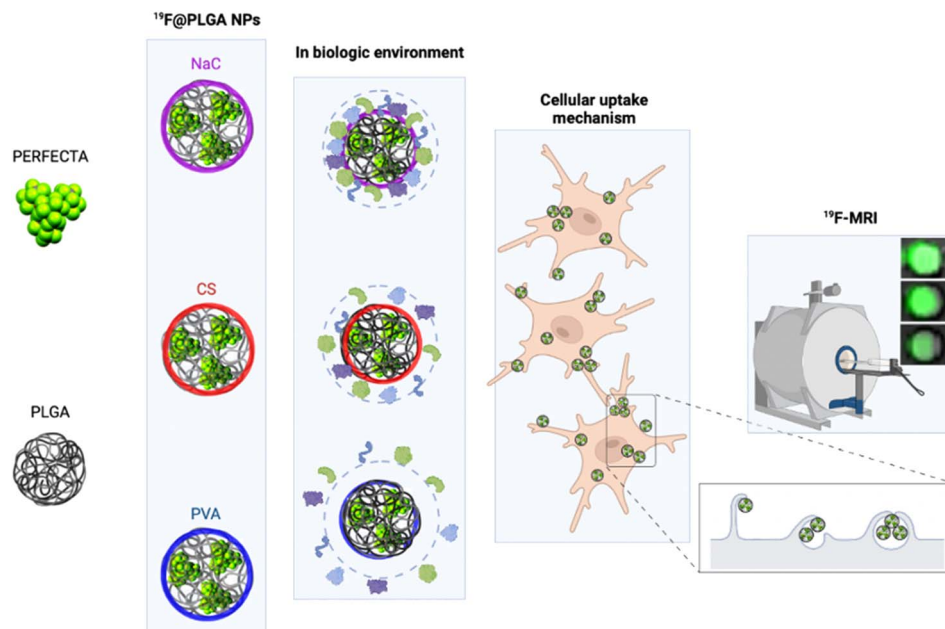 ¹⁹F@PLGA NPs
In biologic environment
NaC
Cellular uptake
mechanism
PERFECTA
¹⁹F-MRI
CS
PLGA
PVA